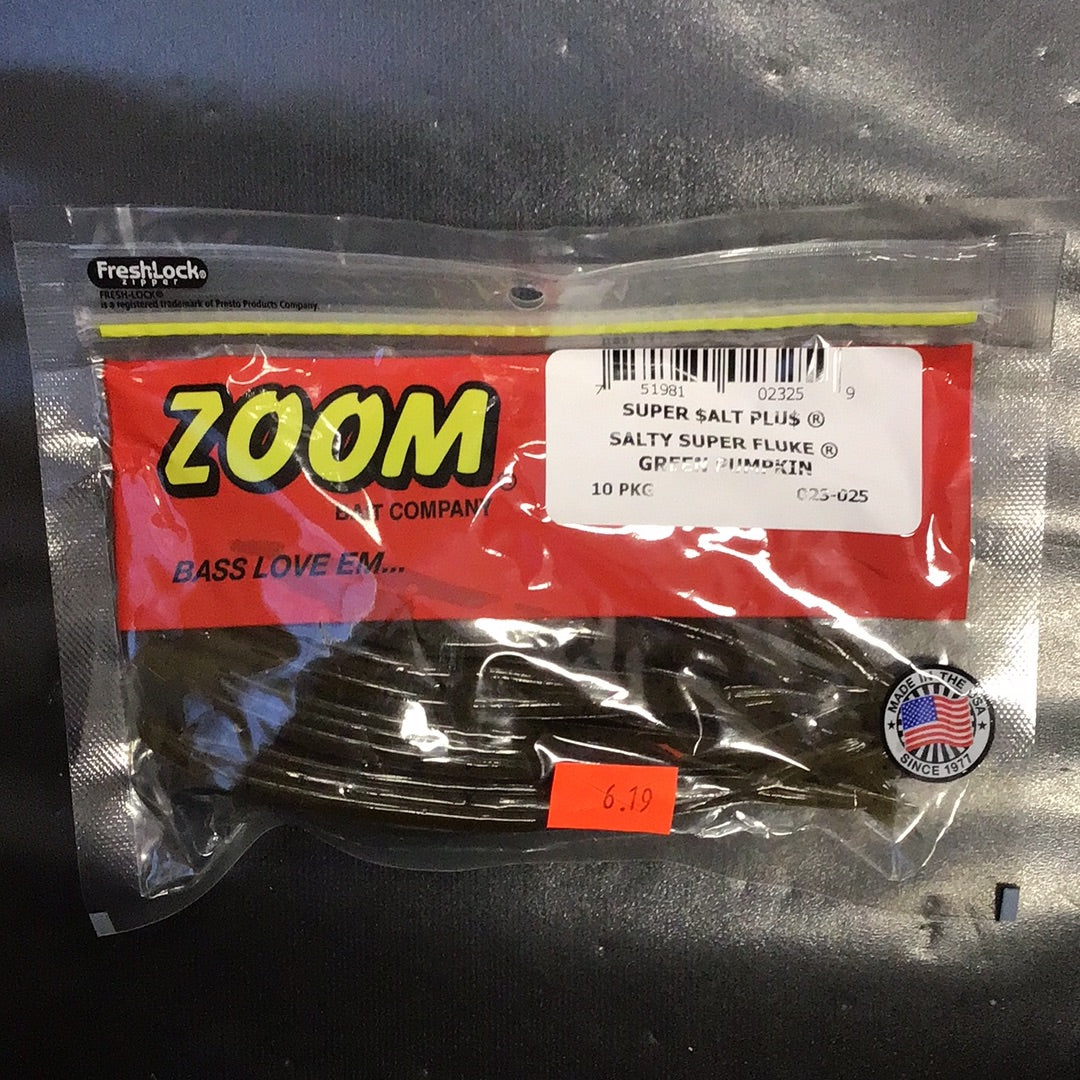 FreshLock®
zipper
FRESH-LOCK®
is a registered trademark of Presto Products Company.
ZOOM®
BAIT COMPANY
BASS LOVE EM...
7 51981 02325 9
SUPER $ALT PLU$ ®
SALTY SUPER FLUKE ®
GREEN PUMPKIN
10 PKG 025-025
MADE IN THE USA
SINCE 1977
6.19